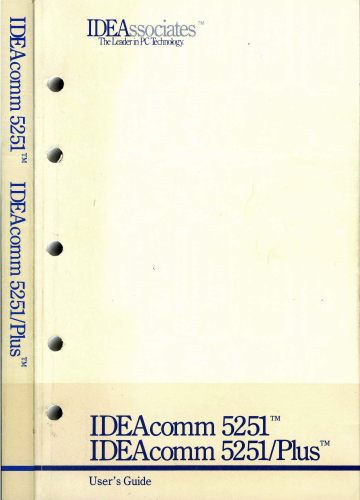 IDEAssociates™
The Leader in PC Technology.
IDEAcomm 5251™ IDEAcomm 5251/Plus™
IDEAcomm 5251™
IDEAcomm 5251/Plus™
User's Guide